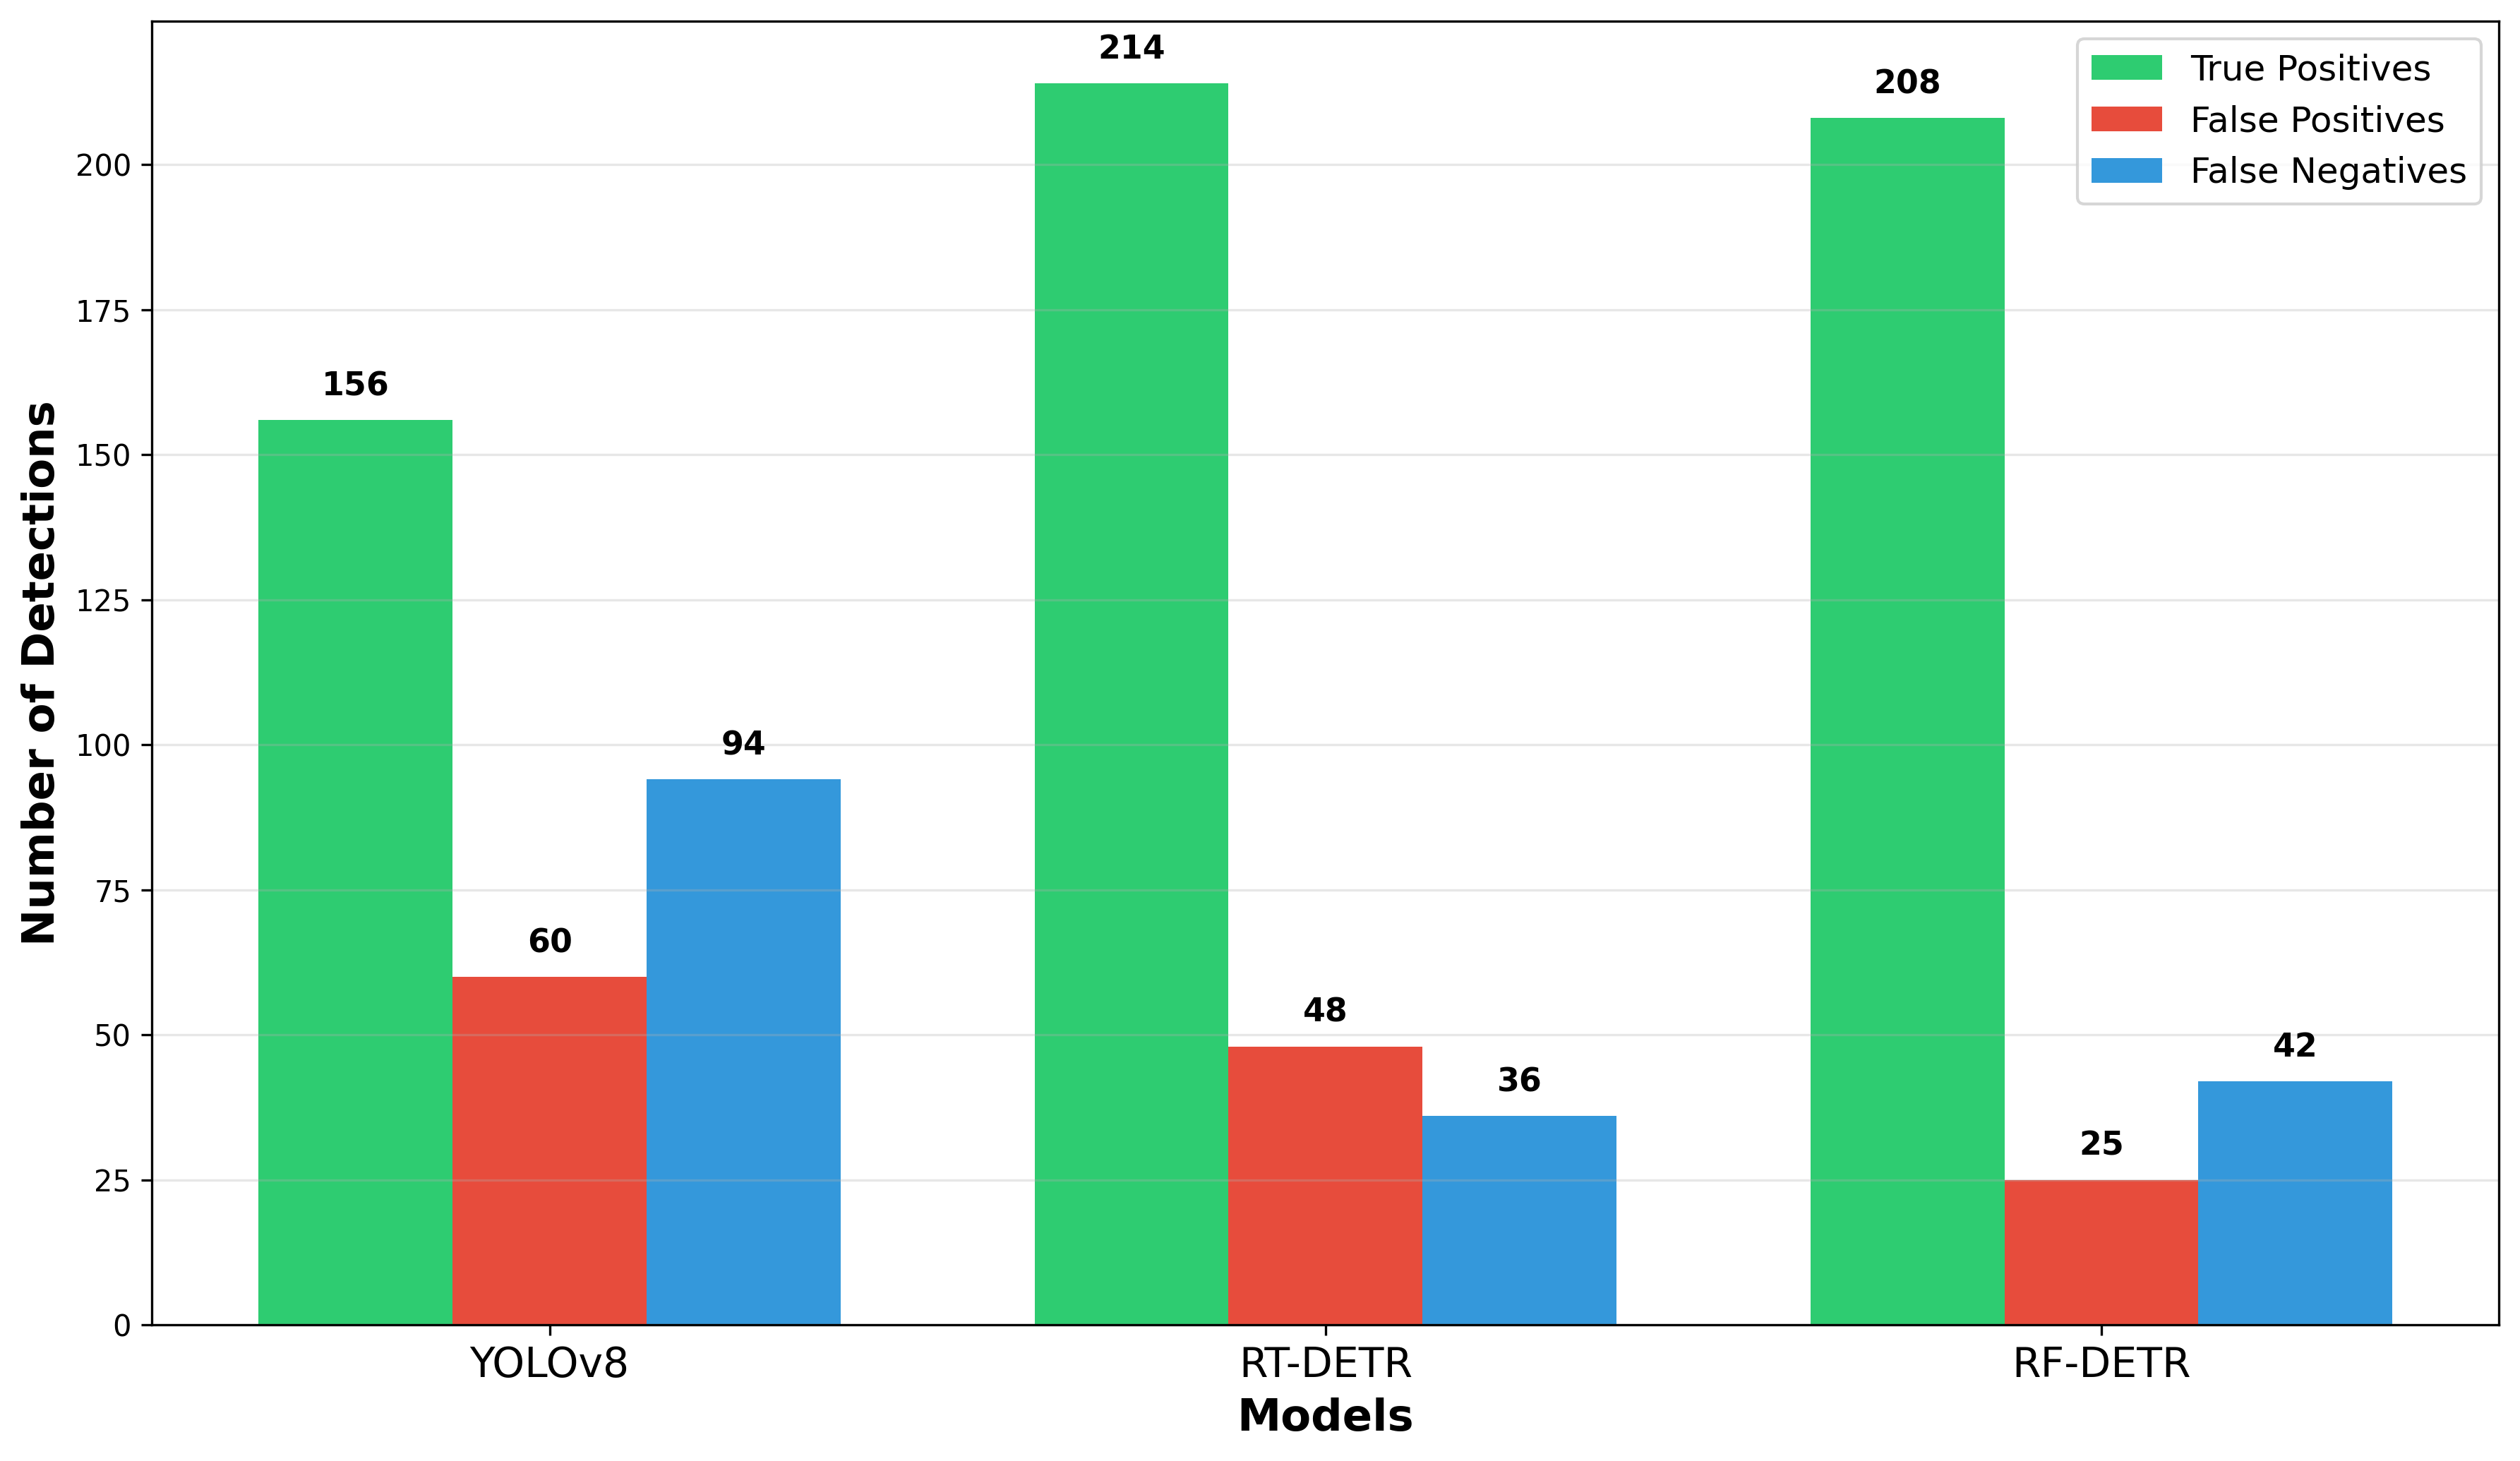 214
208
156
94
60
48
36
25
42
True Positives
False Positives
False Negatives
Number of Detections
200
175
150
125
100
75
50
25
0
YOLOv8
RT-DETR
RF-DETR
Models